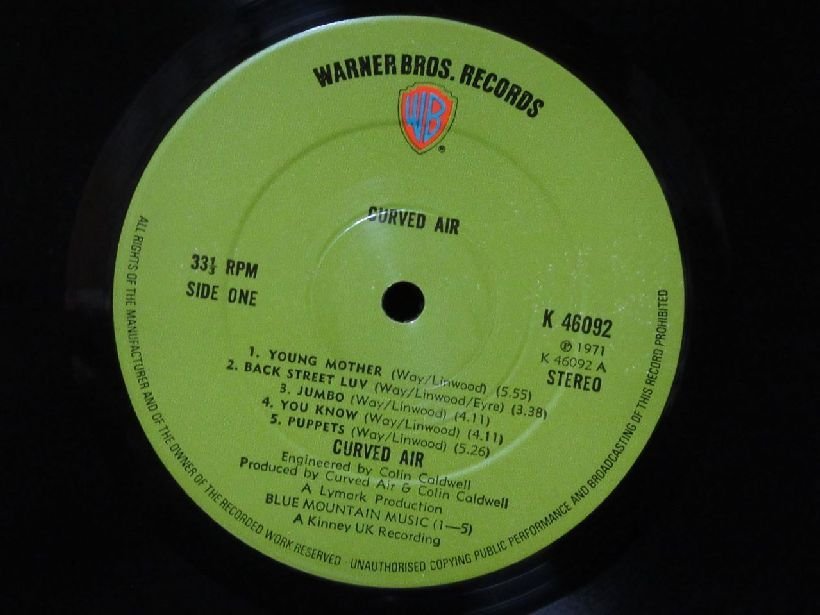 WARNER BROS. RECORDS
WB
®
CURVED AIR
33⅓ RPM
SIDE ONE
K 46092
℗ 1971
K 46092 A
STEREO
1. YOUNG MOTHER (Way/Linwood) (5.55)
2. BACK STREET LUV (Way/Linwood/Eyre) (3.38)
3. JUMBO (Way/Linwood) (4.11)
4. YOU KNOW (Way/Linwood) (4.11)
5. PUPPETS (Way/Linwood) (5.26)
CURVED AIR
Engineered by Colin Caldwell
Produced by Curved Air & Colin Caldwell
A Lymark Production
BLUE MOUNTAIN MUSIC (1—5)
A Kinney UK Recording
ALL RIGHTS OF THE MANUFACTURER AND OF THE OWNER OF THE RECORDED WORK RESERVED · UNAUTHORISED COPYING PUBLIC PERFORMANCE AND BROADCASTING OF THIS RECORD PROHIBITED